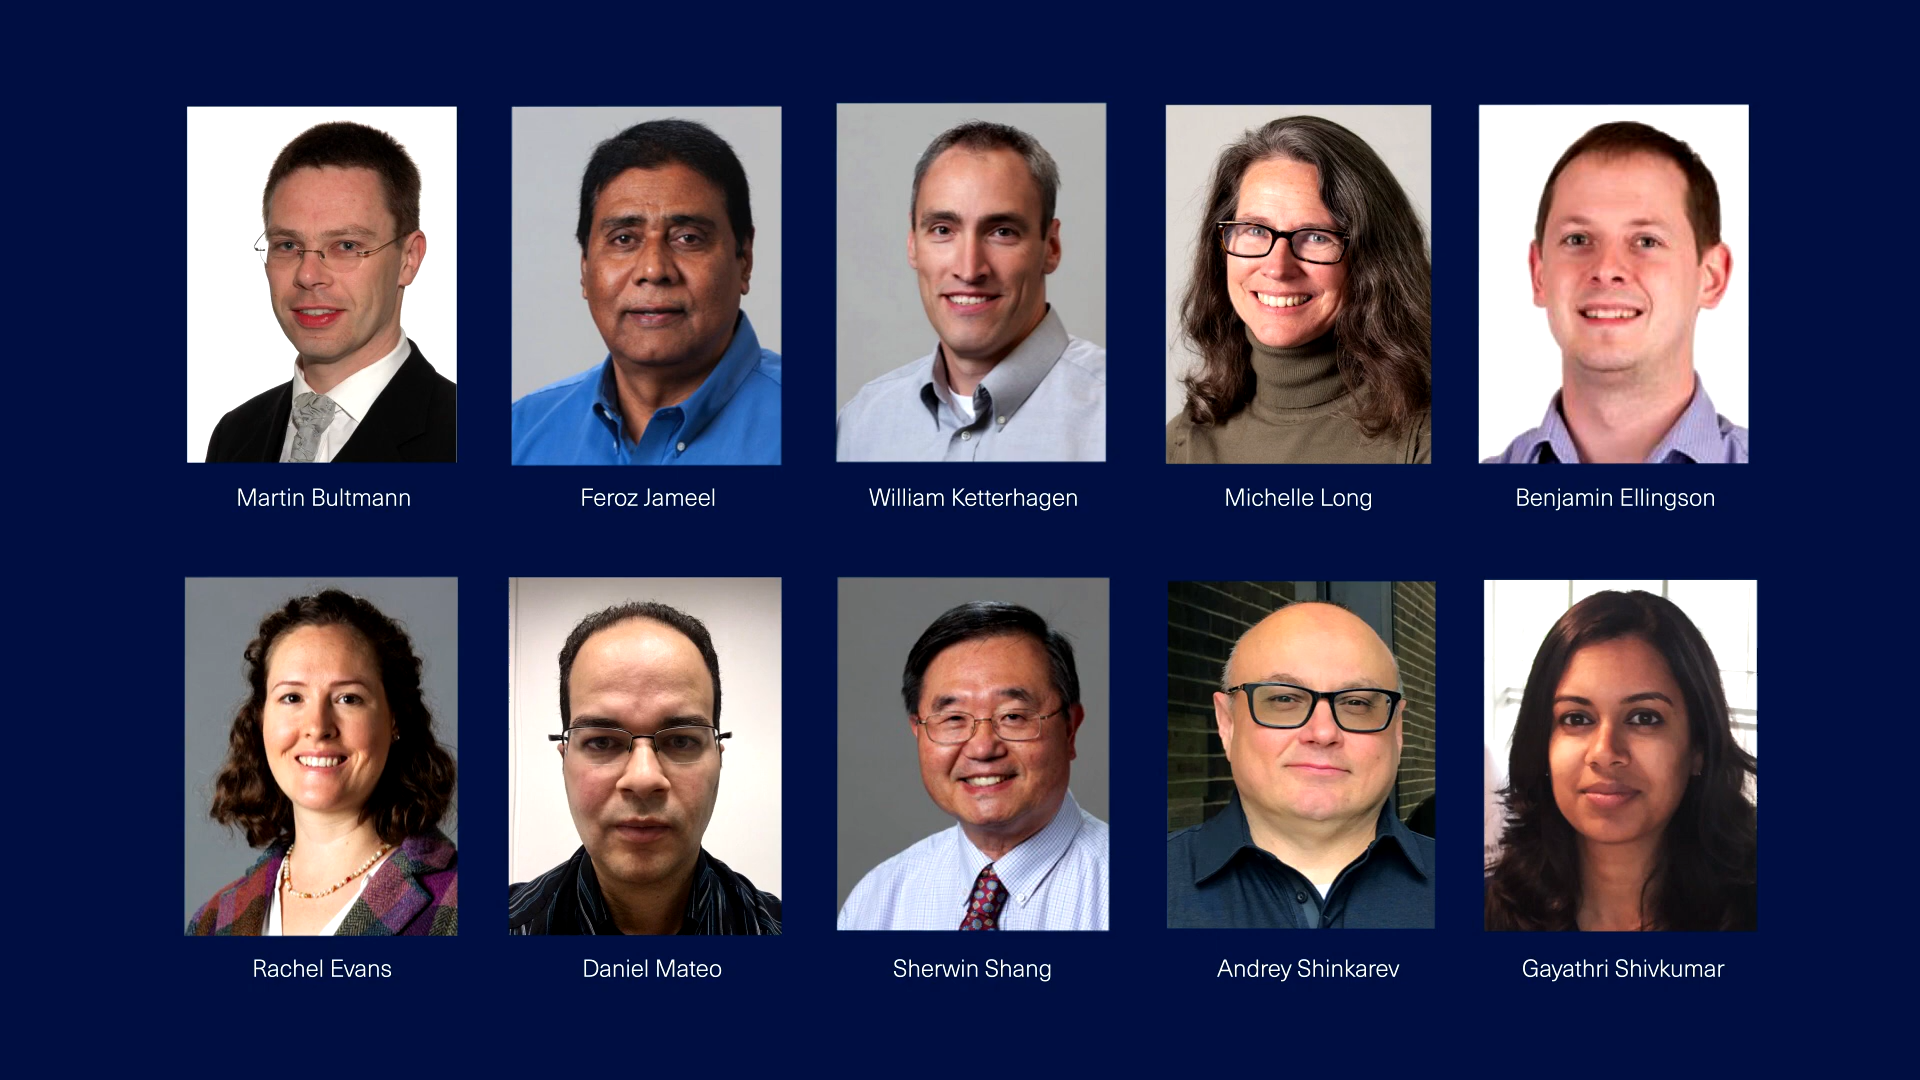 Martin Bultmann
Feroz Jameel
William Ketterhagen
Michelle Long
Benjamin Ellingson
Rachel Evans
Daniel Mateo
Sherwin Shang
Andrey Shinkarev
Gayathri Shivkumar